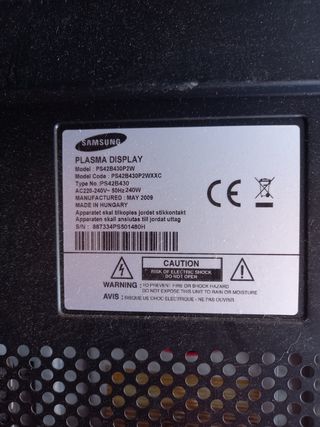 SAMSUNG
PLASMA DISPLAY
Model : PS42B430P2W
Model Code : PS42B430P2WXXC
Type No :PS42B430
AC220-240V~ 50Hz 240W
MANUFACTURED : MAY 2009
MADE IN HUNGARY
Apparatet skal tilkoples jordet stikkontakt
Apparaten skall anslutas till jordat uttag
S/N : 887334PS501480H
CE
CAUTION
RISK OF ELECTRIC SHOCK
DO NOT OPEN
WARNING : TO PREVENT FIRE OR SHOCK HAZARD
DO NOT EXPOSE THIS UNIT TO RAIN OR MOISTURE.
AVIS : RISQUE DE CHOC ELECTRIQUE - NE PAS OUVRIR